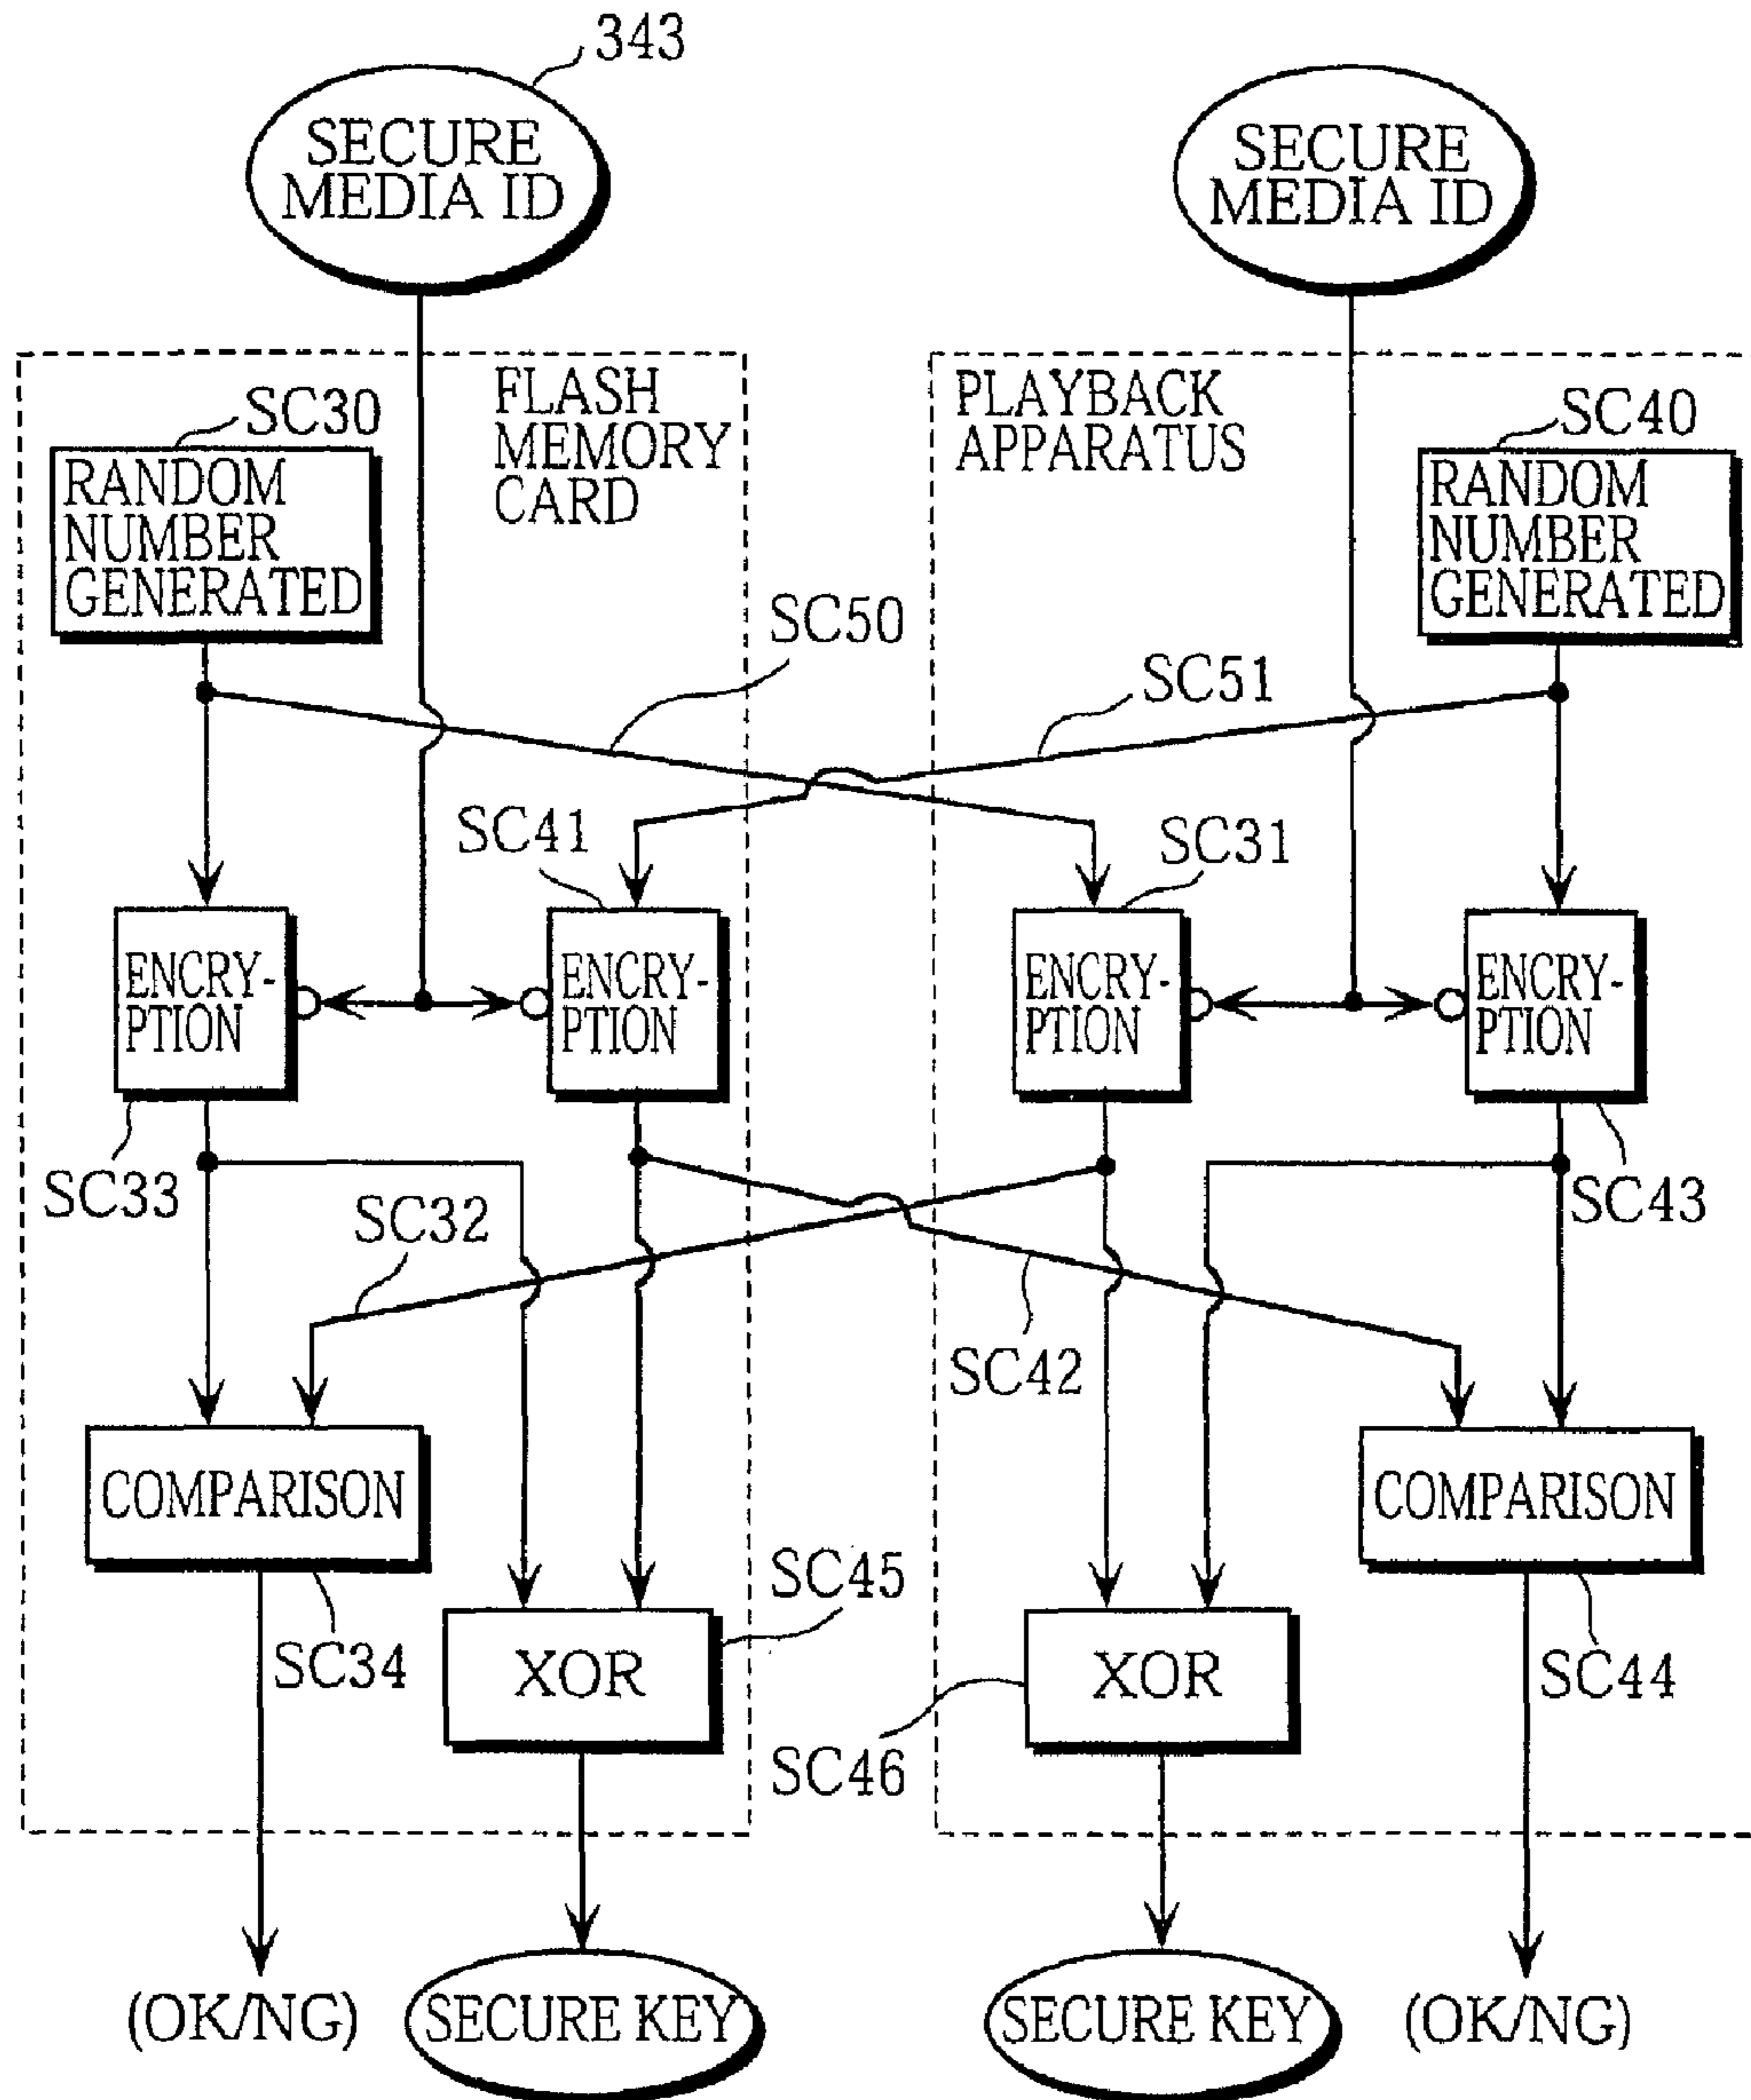 343
SECURE
MEDIA ID
SECURE
MEDIA ID
SC30
FLASH
MEMORY
CARD
PLAYBACK
APPARATUS
SC40
RANDOM
NUMBER
GENERATED
RANDOM
NUMBER
GENERATED
SC50
SC51
SC41
SC31
ENCRY-
PTION
ENCRY-
PTION
ENCRY-
PTION
ENCRY-
PTION
SC33
SC32
SC43
SC42
COMPARISON
COMPARISON
SC45
SC34
XOR
XOR
SC44
SC46
(OK/NG)
SECURE KEY
SECURE KEY
(OK/NG)